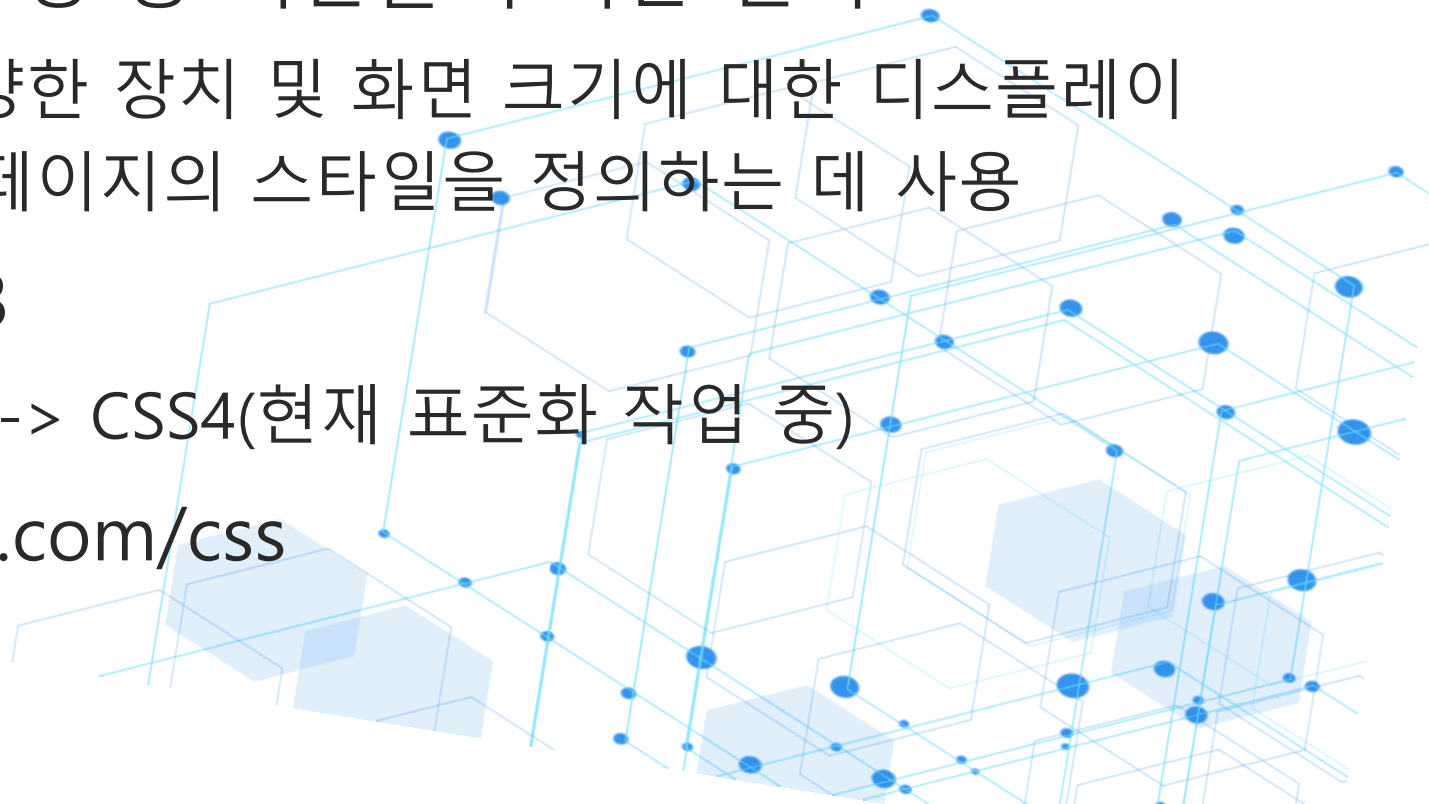 양한 장치 및 화면 크기에 대한 디스플레이
페이지의 스타일을 정의하는 데 사용
-> CSS4(현재 표준화 작업 중)
.com/css